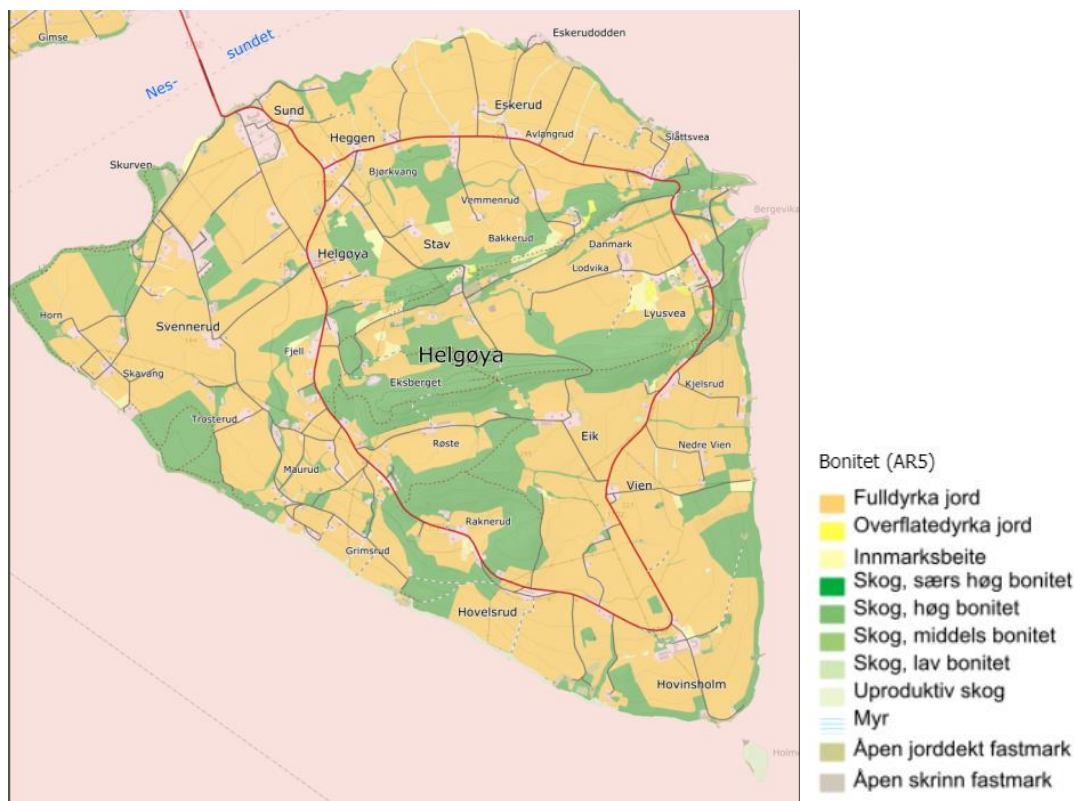 Gimse
Nes-
sundet
Eskerudodden
Sund
Eskerud
Heggen
Avlangrud
Slåttsvea
Skurven
Bjørkvang
Vemmenrud
Bergevika
Stav
Bakkerud
Danmark
Helgøya
Lodvika
Horn
Lyusvea
Svennerud
Fjell
Helgøya
Skavang
Eksberget
Kjelsrud
Trosterud
Røste
Eik
Nedre Vien
Maurud
Vien
Raknerud
Grimsrud
Hovelsrud
Hovinsholm
Bonitet (AR5)
Fulldyrka jord
Overflatedyrka jord
Innmarksbeite
Skog, særs høg bonitet
Skog, høg bonitet
Skog, middels bonitet
Skog, lav bonitet
Uproduktiv skog
Myr
Åpen jorddekt fastmark
Åpen skrinn fastmark